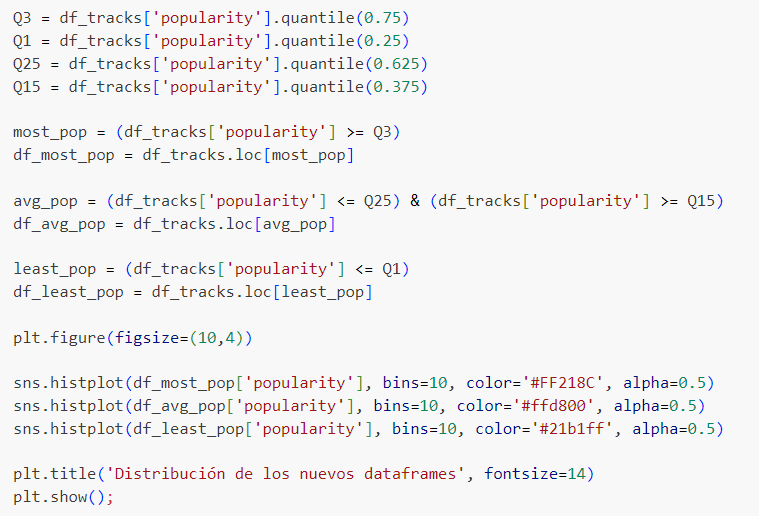 Q3 = df_tracks['popularity'].quantile(0.75)
Q1 = df_tracks['popularity'].quantile(0.25)
Q25 = df_tracks['popularity'].quantile(0.625)
Q15 = df_tracks['popularity'].quantile(0.375)

most_pop = (df_tracks['popularity'] >= Q3)
df_most_pop = df_tracks.loc[most_pop]

avg_pop = (df_tracks['popularity'] <= Q25) & (df_tracks['popularity'] >= Q15)
df_avg_pop = df_tracks.loc[avg_pop]

least_pop = (df_tracks['popularity'] <= Q1)
df_least_pop = df_tracks.loc[least_pop]

plt.figure(figsize=(10,4))

sns.histplot(df_most_pop['popularity'], bins=10, color='#FF218C', alpha=0.5)
sns.histplot(df_avg_pop['popularity'], bins=10, color='#ffd800', alpha=0.5)
sns.histplot(df_least_pop['popularity'], bins=10, color='#21b1ff', alpha=0.5)

plt.title('Distribución de los nuevos dataframes', fontsize=14)
plt.show();